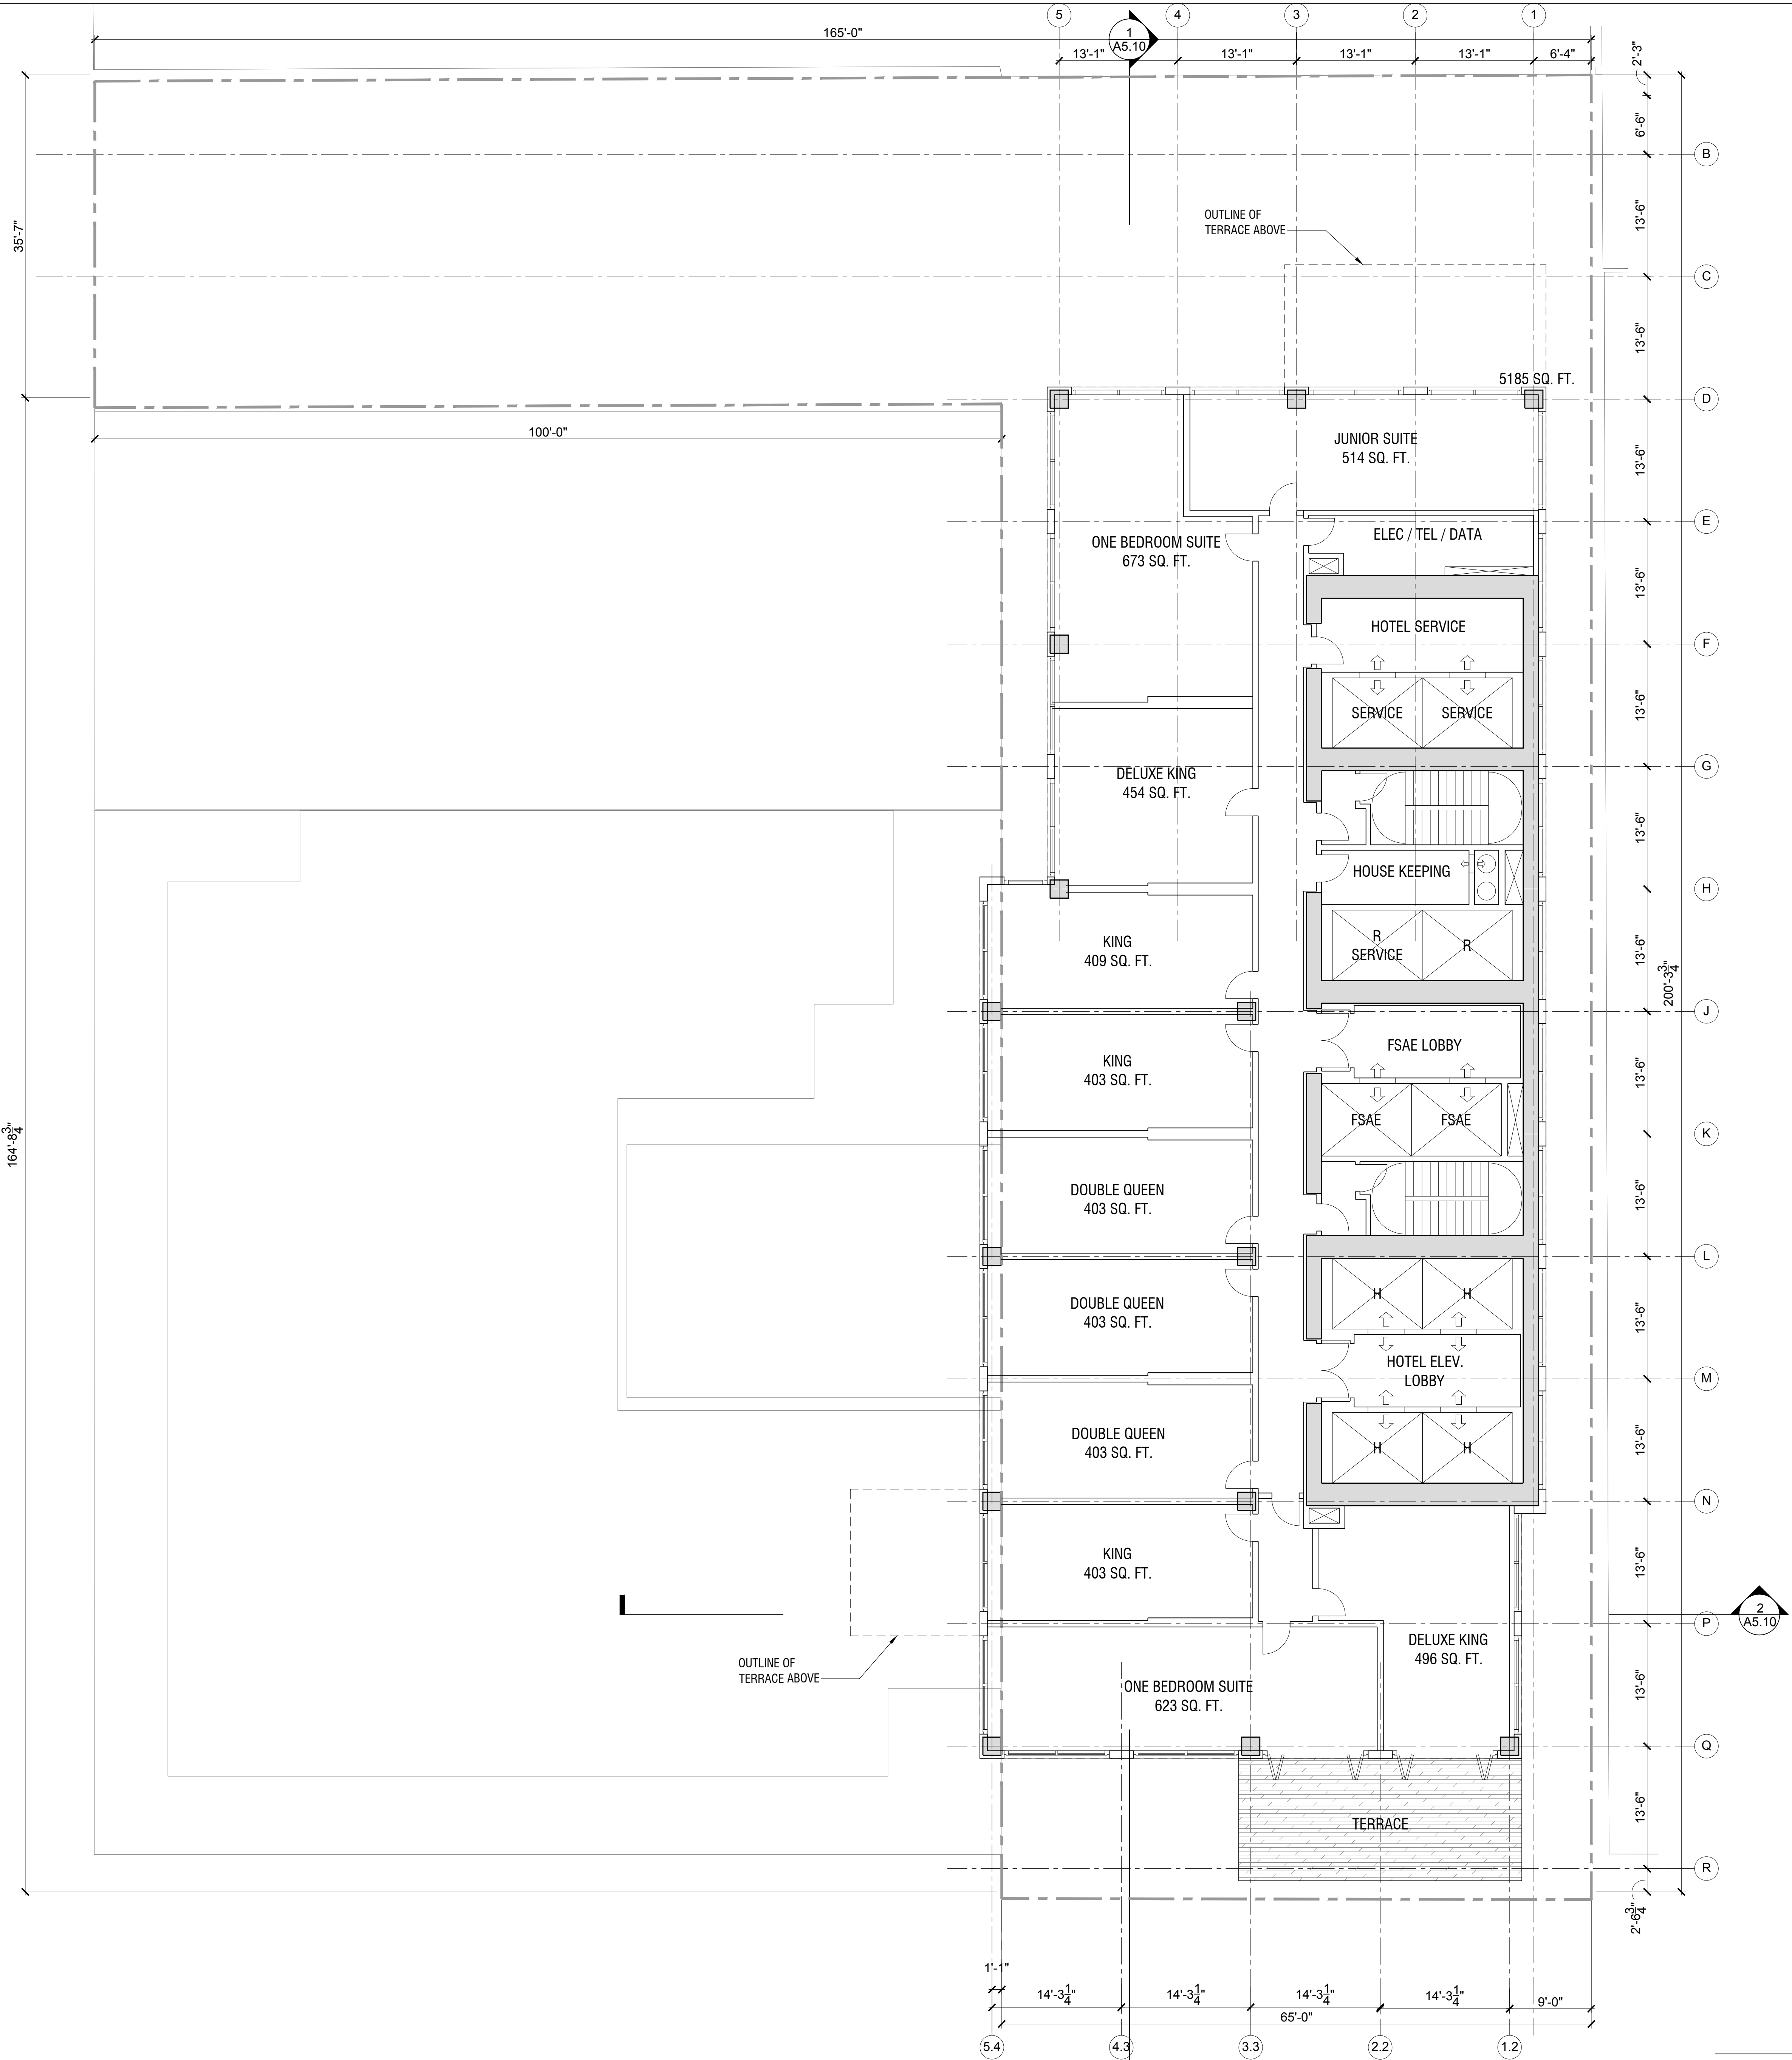 5
4
3
2
1
165'-0"
1
A5.10
13'-1"
13'-1"
13'-1"
13'-1"
6'-4"
2'-3"
6'-6"
B
35'-7"
13'-6"
OUTLINE OF
TERRACE ABOVE
C
13'-6"
5185 SQ. FT.
D
100'-0"
JUNIOR SUITE
514 SQ. FT.
13'-6"
E
ELEC / TEL / DATA
ONE BEDROOM SUITE
673 SQ. FT.
13'-6"
HOTEL SERVICE
F
13'-6"
SERVICE
SERVICE
G
DELUXE KING
454 SQ. FT.
13'-6"
HOUSE KEEPING
H
KING
409 SQ. FT.
R
SERVICE
R
13'-6"
200'-3 3/4"
J
FSAE LOBBY
KING
403 SQ. FT.
13'-6"
FSAE
FSAE
K
164'-8 3/4"
DOUBLE QUEEN
403 SQ. FT.
13'-6"
L
H
H
DOUBLE QUEEN
403 SQ. FT.
13'-6"
HOTEL ELEV.
LOBBY
M
DOUBLE QUEEN
403 SQ. FT.
H
H
13'-6"
N
KING
403 SQ. FT.
13'-6"
2
A5.10
P
DELUXE KING
496 SQ. FT.
OUTLINE OF
TERRACE ABOVE
ONE BEDROOM SUITE
623 SQ. FT.
13'-6"
Q
TERRACE
13'-6"
R
2'-6 3/4"
1'-1"
14'-3 1/4"
14'-3 1/4"
14'-3 1/4"
14'-3 1/4"
9'-0"
65'-0"
5.4
4.3
3.3
2.2
1.2